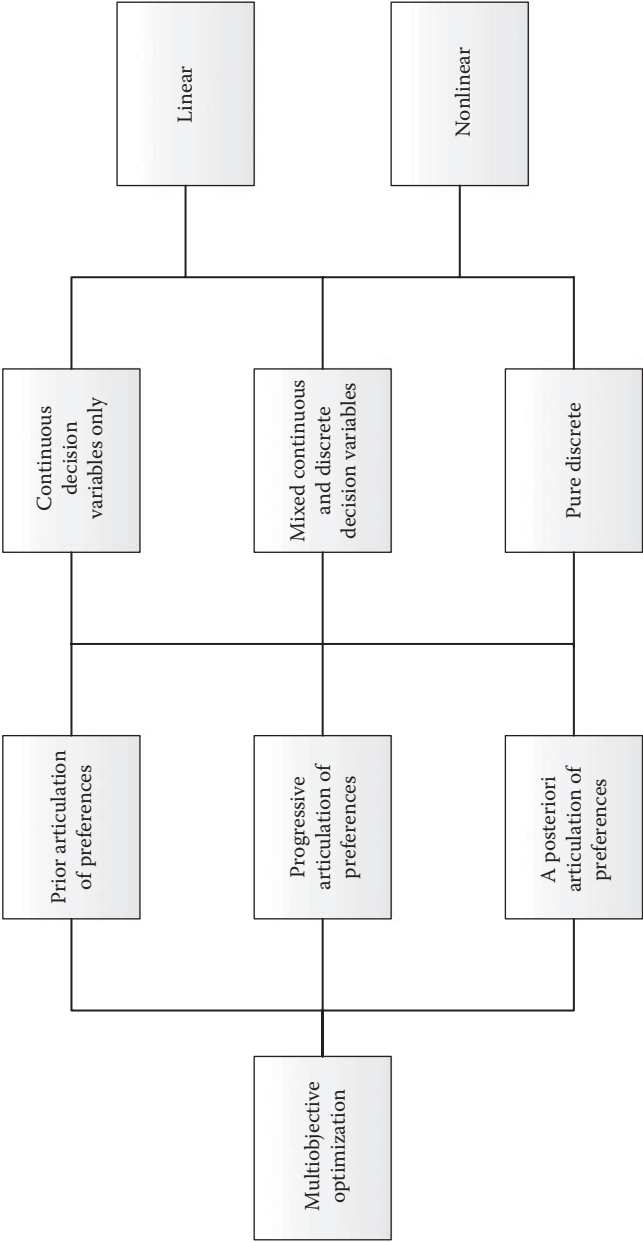 Multiobjective
optimization
Prior articulation
of preferences
Progressive
articulation of
preferences
A posteriori
articulation of
preferences
Continuous
decision
variables only
Mixed continuous
and discrete
decision variables
Pure discrete
Linear
Nonlinear